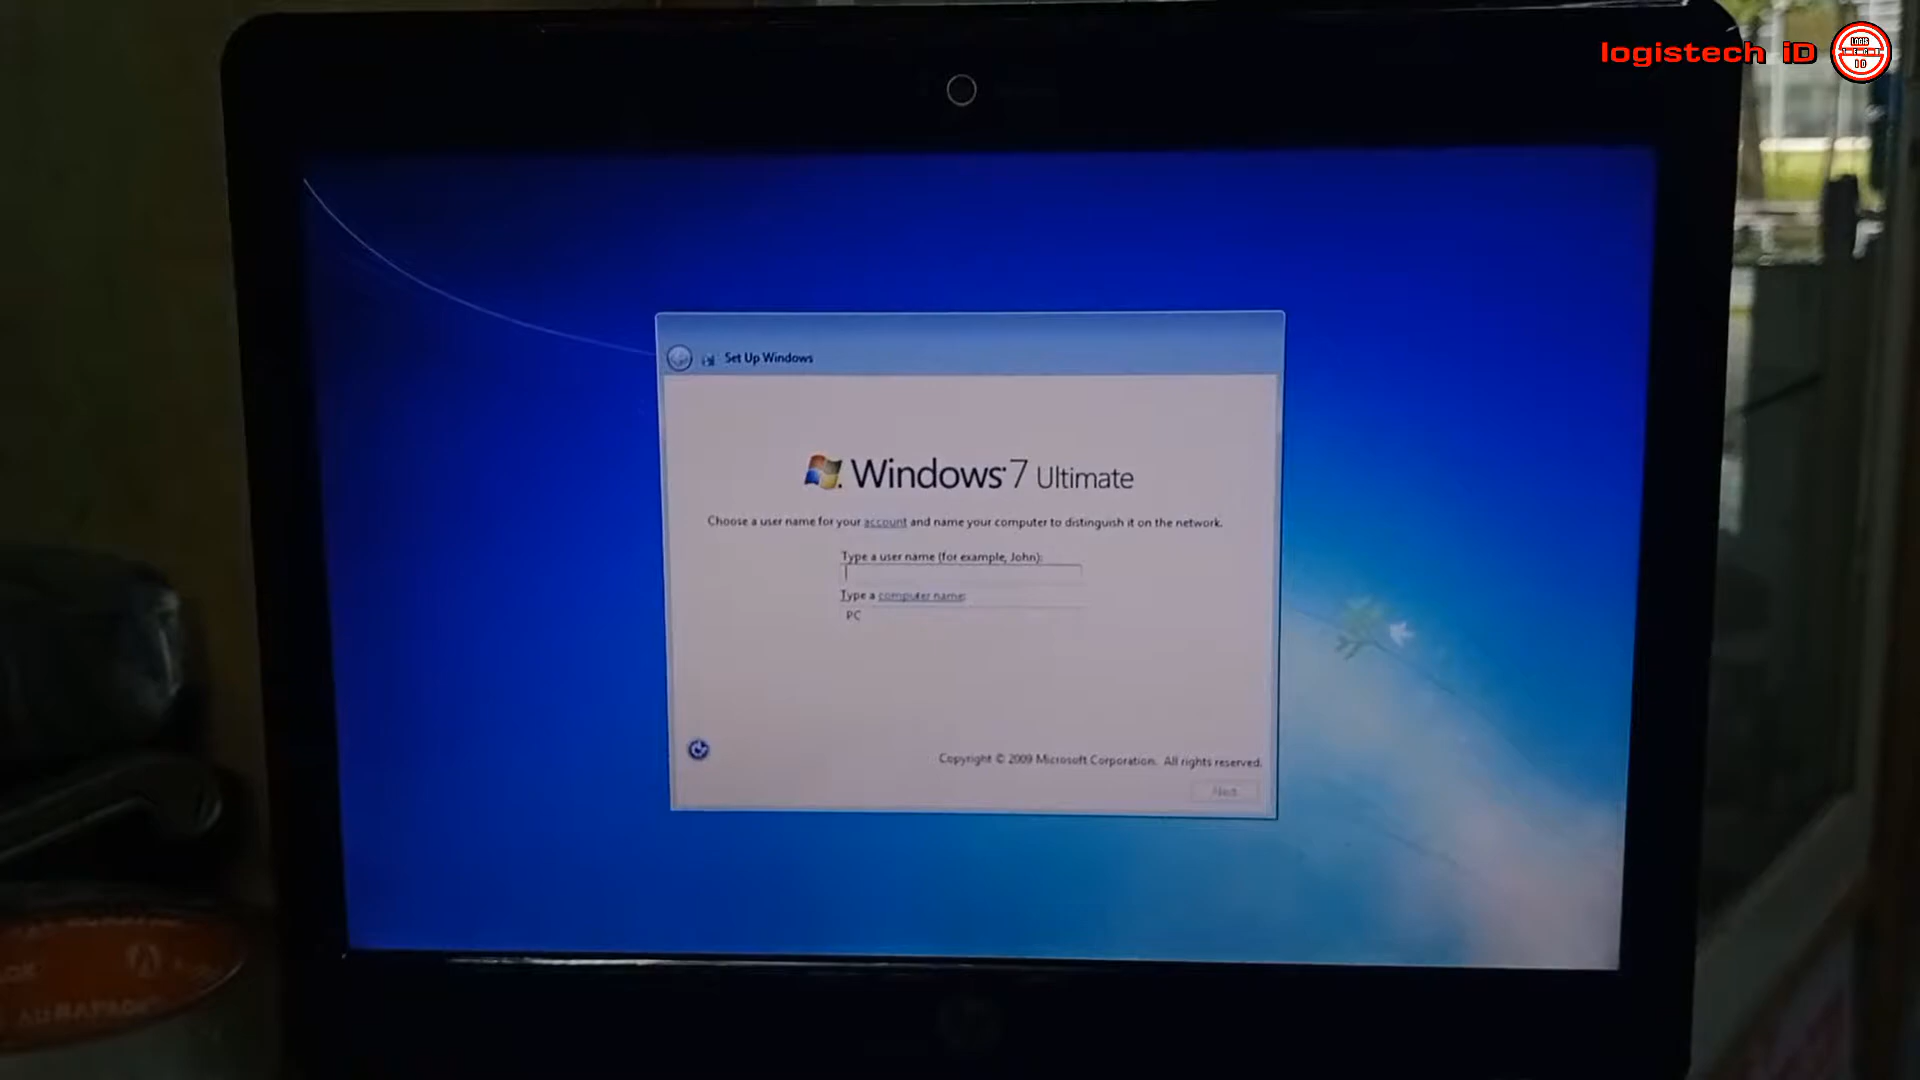 logistech iD
Set Up Windows
Windows 7 Ultimate
Choose a user name for your account and name your computer to distinguish it on the network.
Type a user name (for example, John):
Type a computer name:
PC
Copyright © 2009 Microsoft Corporation. All rights reserved.
Next